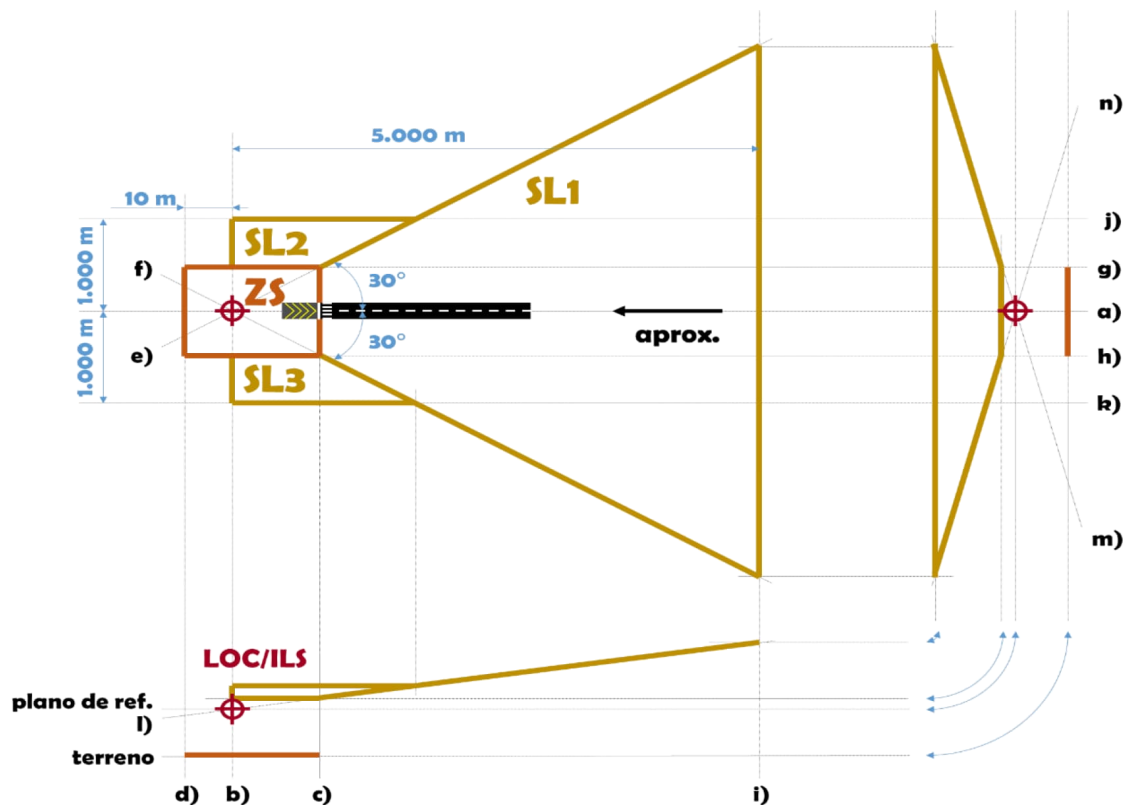 5.000 m
SL1
10 m
1.000 m
1.000 m
SL2
ZS
SL3
30°
30°
aprox.
f)
e)
n)
j)
g)
a)
h)
k)
m)
LOC/ILS
plano de ref.
l)
terreno
d)
b)
c)
i)